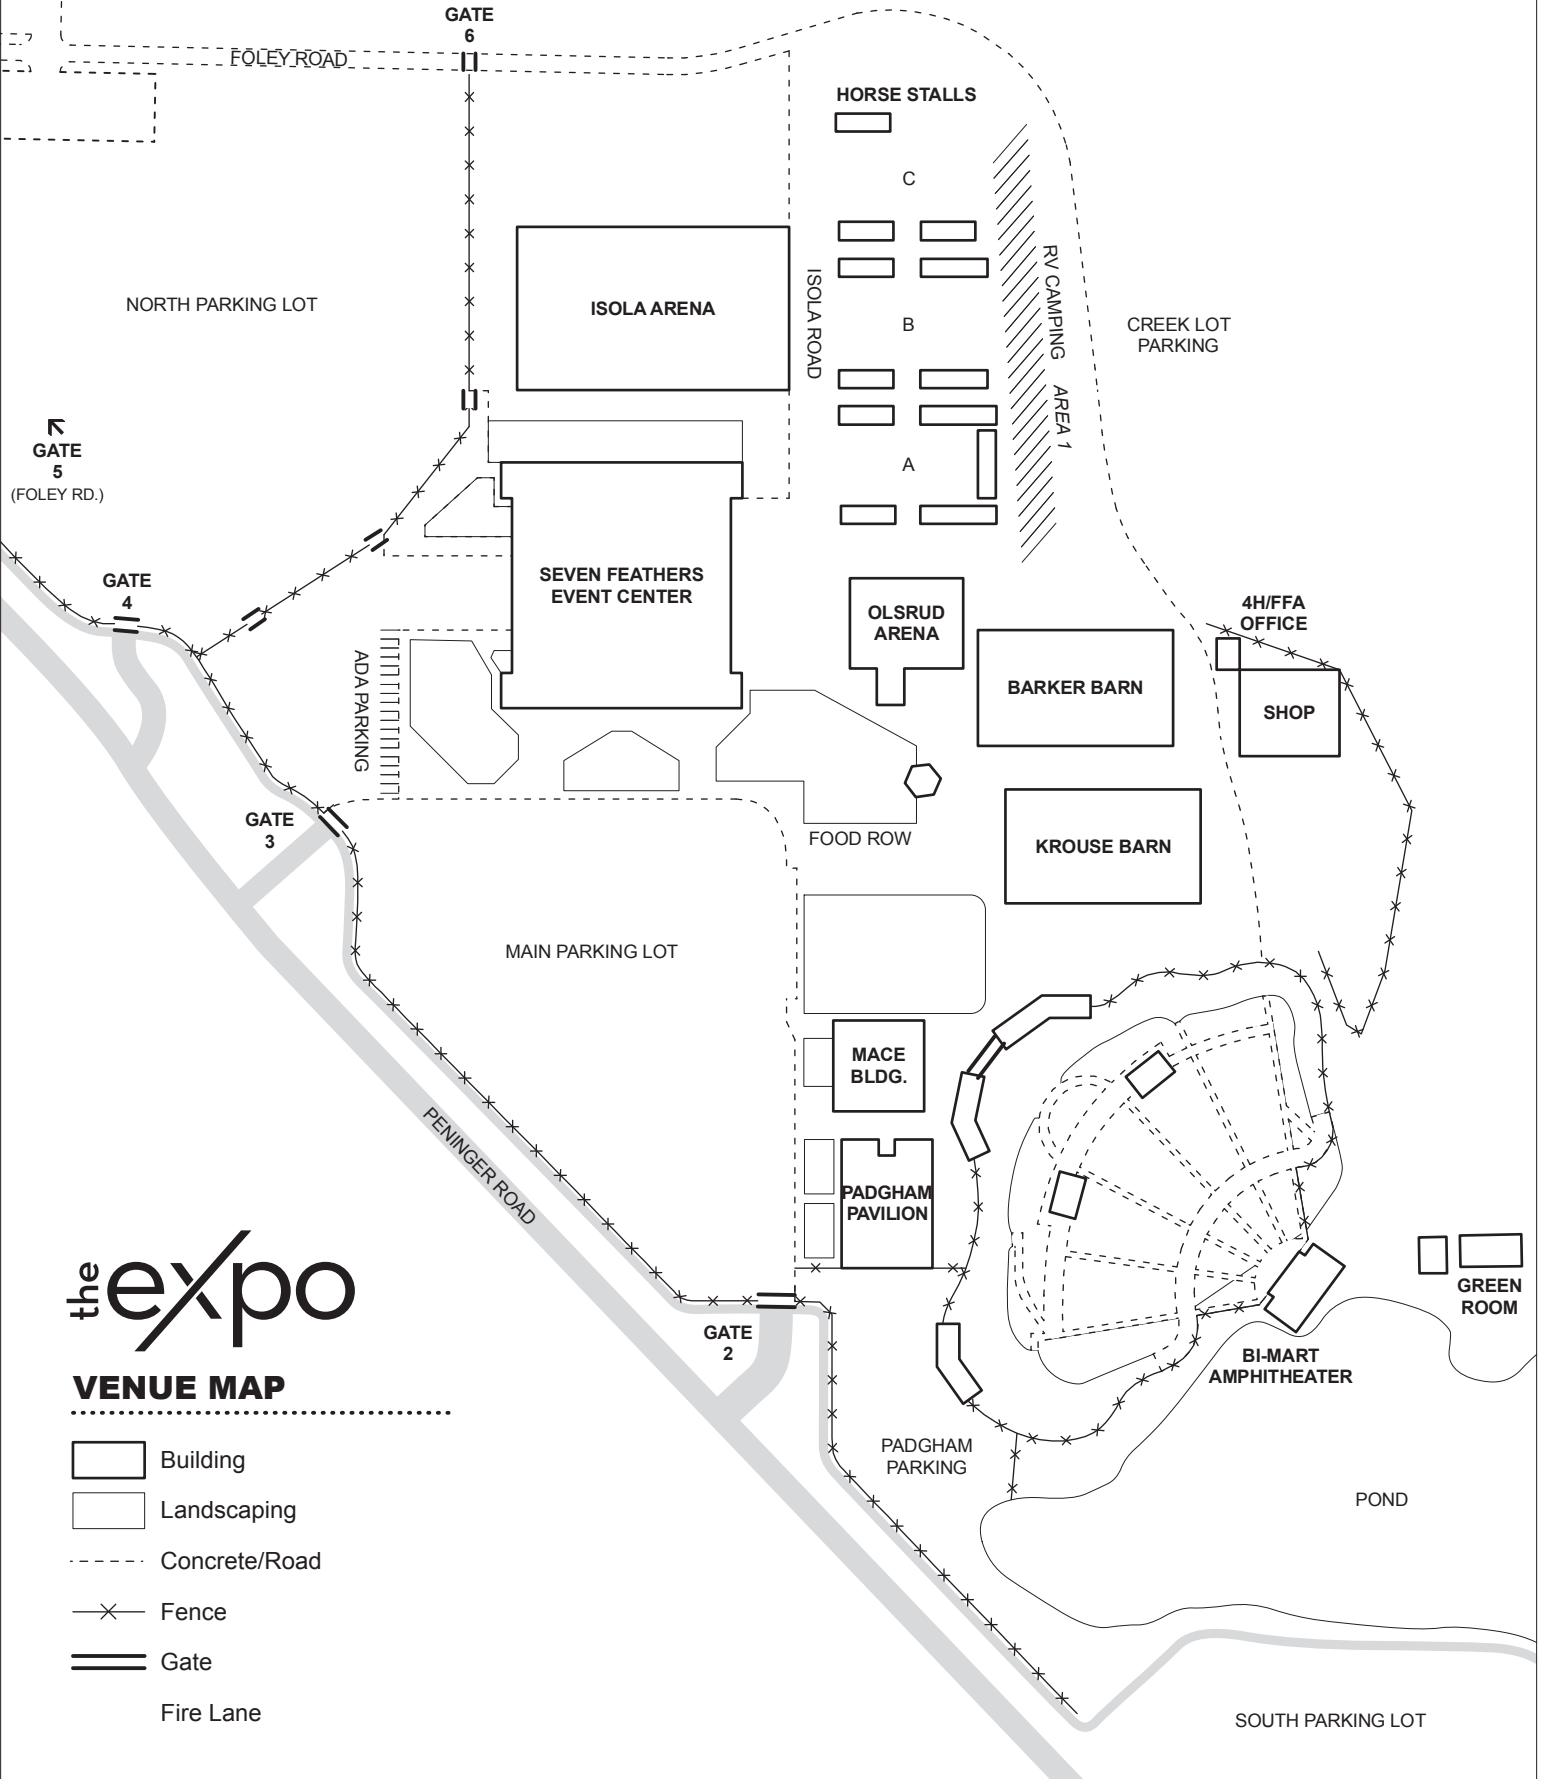 GATE
6
FOLEY ROAD
HORSE STALLS
C
NORTH PARKING LOT
ISOLA ARENA
ISOLA ROAD
B
RV CAMPING AREA 1
CREEK LOT
PARKING
GATE
5
(FOLEY RD.)
A
GATE
4
SEVEN FEATHERS
EVENT CENTER
OLSRUD
ARENA
4H/FFA
OFFICE
BARKER BARN
SHOP
ADA PARKING
GATE
3
FOOD ROW
KROUSE BARN
MAIN PARKING LOT
MACE
BLDG.
PENINGER ROAD
PADGHAM
PAVILION
GREEN
ROOM
GATE
2
BI-MART
AMPHITHEATER
PADGHAM
PARKING
POND
SOUTH PARKING LOT
the expo
VENUE MAP
Building
Landscaping
Concrete/Road
Fence
Gate
Fire Lane